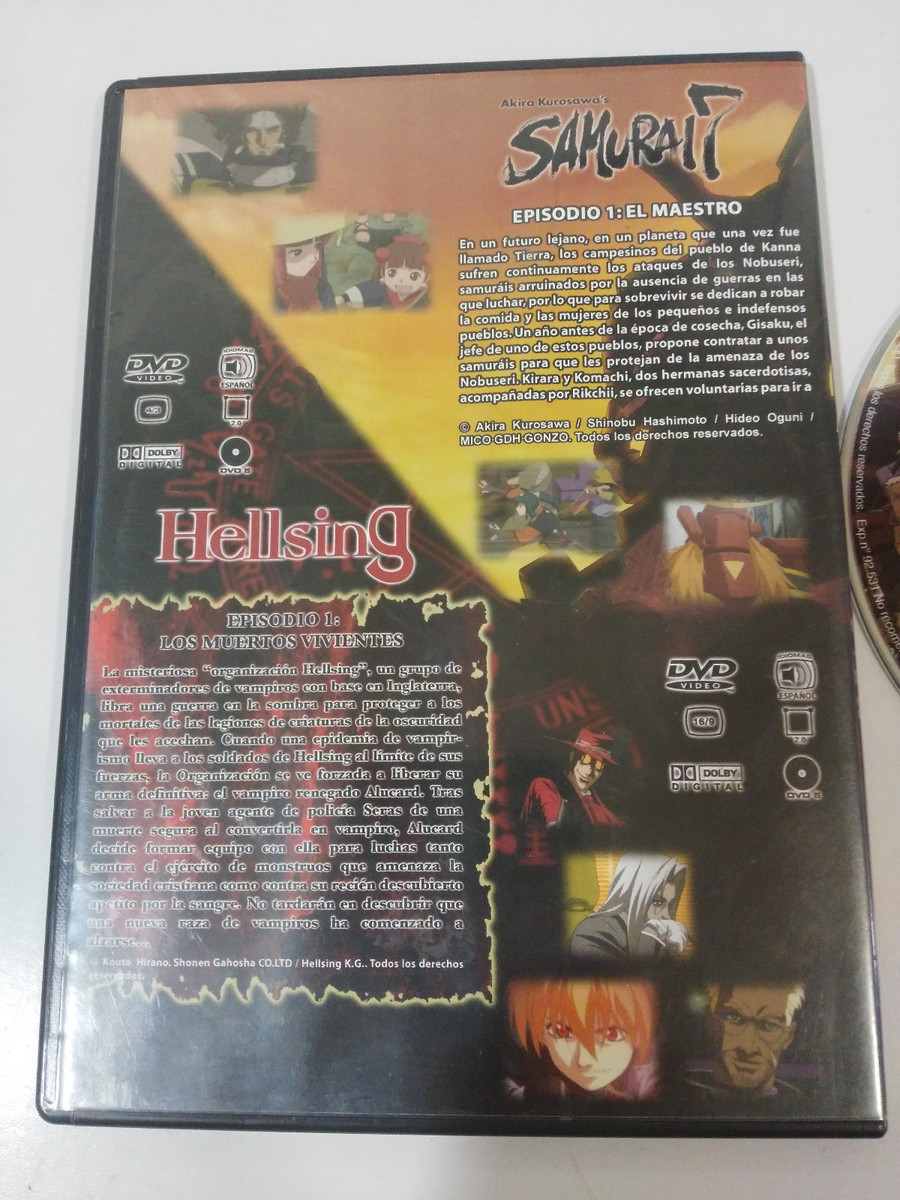 Akira Kurosawa's
SAMURAI 7
EPISODIO 1: EL MAESTRO
En un futuro lejano, en un planeta que una vez fue
llamado Tierra, los campesinos del pueblo de Kanna
sufren continuamente los ataques de los Nobuseri,
samuráis arruinados por la ausencia de guerras en las
que luchar, por lo que para sobrevivir se dedican a robar
la comida y las mujeres de los pequeños e indefensos
pueblos. Un año antes de la época de cosecha, Gisaku, el
jefe de uno de estos pueblos, propone contratar a unos
samuráis para que les protejan de la amenaza de los
Nobuseri. Kirara y Komachi, dos hermanas sacerdotisas,
acompañadas por Rikchii, se ofrecen voluntarias para ir a
© Akira Kurosawa / Shinobu Hashimoto / Hideo Oguni /
MICO·GDH·GONZO. Todos los derechos reservados.
DVD
VIDEO
IDIOMAS
ESPAÑOL
4/3
2.0
DOLBY
DIGITAL
DVD 5
Hellsing
EPISODIO 1:
LOS MUERTOS VIVIENTES
La misteriosa "organización Hellsing", un grupo de
exterminadores de vampiros con base en Inglaterra,
libra una guerra en la sombra para proteger a los
mortales de las legiones de criaturas de la oscuridad
que les acechan. Cuando una epidemia de vampir-
ismo lleva a los soldados de Hellsing al límite de sus
fuerzas, la Organización se ve forzada a liberar su
arma definitiva: el vampiro renegado Alucard. Tras
salvar a la joven agente de policía Seras de una
muerte segura al convertirla en vampiro, Alucard
decide formar equipo con ella para luchas tanto
contra el ejército de monstruos que amenaza la
sociedad cristiana como contra su recién descubierto
apetito por la sangre. No tardarán en descubrir que
una nueva raza de vampiros ha comenzado a
alzarse...
© Kouta Hirano. Shonen Gahosha CO.LTD / Hellsing K.G.. Todos los derechos
reservados.
DVD
VIDEO
IDIOMAS
ESPAÑOL
16/9
2.0
DOLBY
DIGITAL
DVD 5
los derechos reservados. Exp.nº 92.531 No